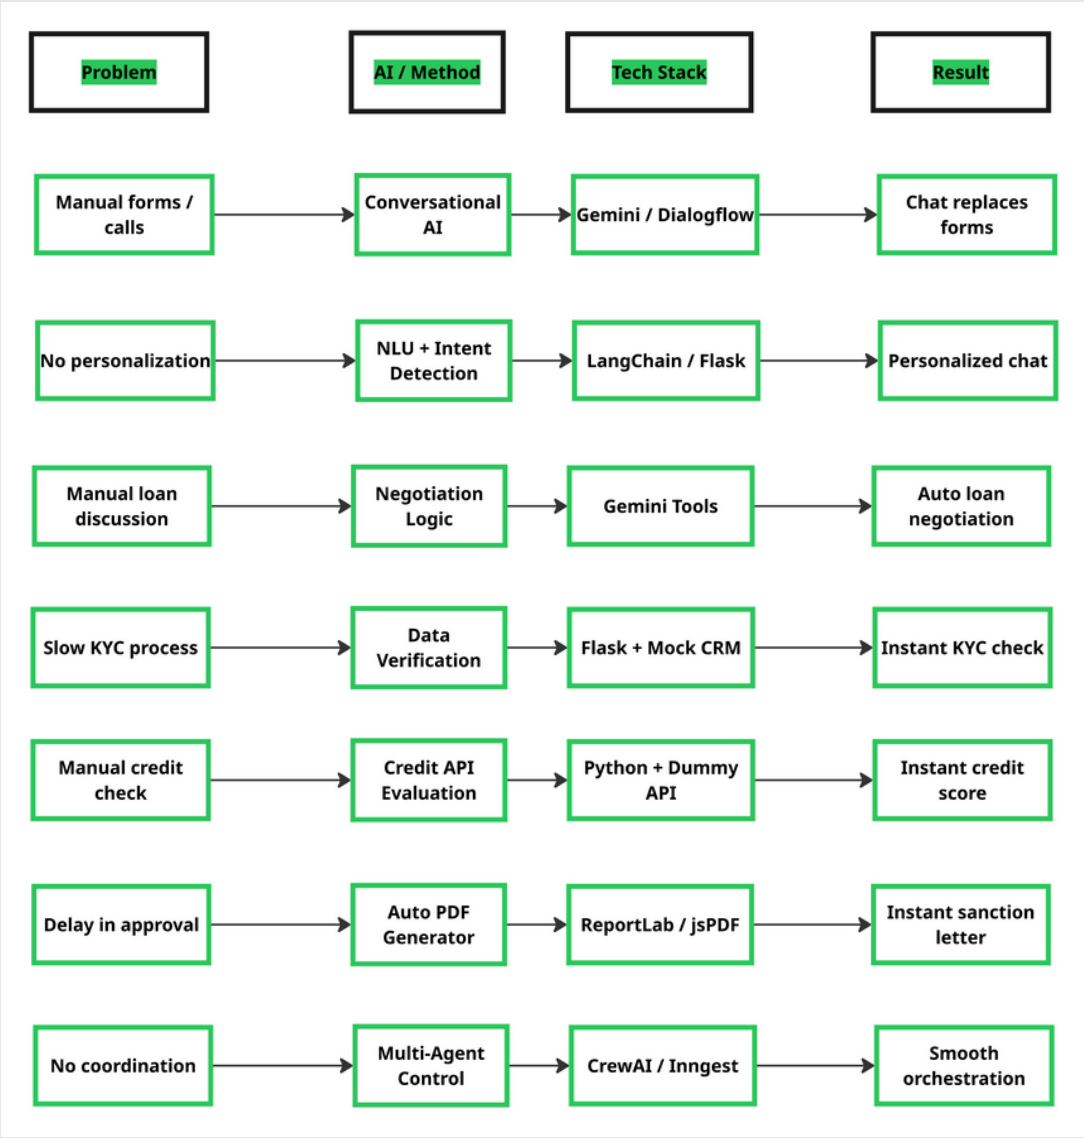 Problem
AI / Method
Tech Stack
Result
Manual forms /
calls
Conversational
AI
Gemini / Dialogflow
Chat replaces
forms
No personalization
NLU + Intent
Detection
LangChain / Flask
Personalized chat
Manual loan
discussion
Negotiation
Logic
Gemini Tools
Auto loan
negotiation
Slow KYC process
Data
Verification
Flask + Mock CRM
Instant KYC check
Manual credit
check
Credit API
Evaluation
Python + Dummy
API
Instant credit
score
Delay in approval
Auto PDF
Generator
ReportLab / jsPDF
Instant sanction
letter
No coordination
Multi-Agent
Control
CrewAI / Inngest
Smooth
orchestration